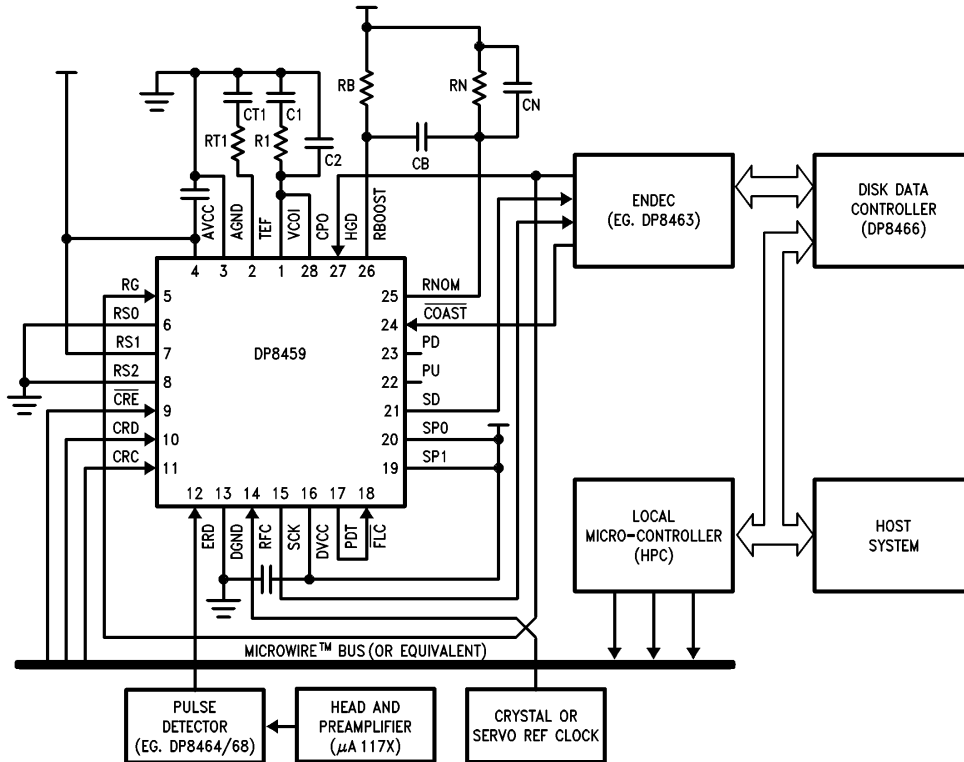 RB
RN
CN
CT1
C1
RT1
R1
C2
CB
AVCC
AGND
TEF
VCOI
CPO
HGD
RBOOST
4
3
2
1
28
27
26
ENDEC
(EG. DP8463)
DISK DATA
CONTROLLER
(DP8466)
RG
5
RS0
6
RS1
7
RS2
8
CRE
9
CRD
10
CRC
11
DP8459
25
RNOM
24
COAST
23
PD
22
PU
21
SD
20
SP0
19
SP1
12
13
14
15
16
17
18
ERD
DGND
RFC
SCK
DVCC
PDT
FLC
LOCAL
MICRO-CONTROLLER
(HPC)
HOST
SYSTEM
MICROWIRE™ BUS (OR EQUIVALENT)
PULSE
DETECTOR
(EG. DP8464/68)
HEAD AND
PREAMPLIFIER
(μA 117X)
CRYSTAL OR
SERVO REF CLOCK